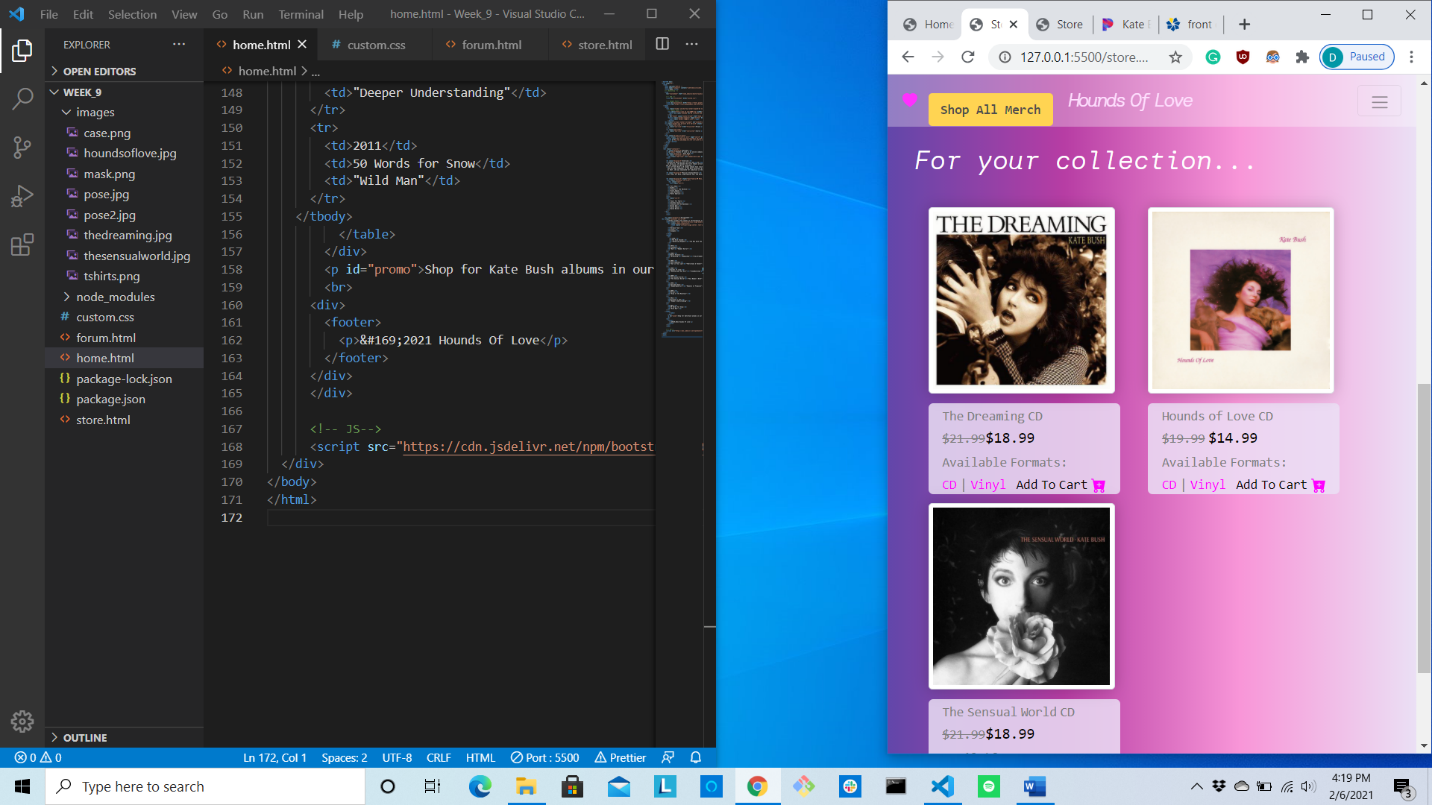 File Edit Selection View Go Run Terminal Help home.html - Week_9 - Visual Studio C...
EXPLORER
OPEN EDITORS
WEEK_9
images
case.png
houndsoflove.jpg
mask.png
pose.jpg
pose2.jpg
thedreaming.jpg
thesensualworld.jpg
tshirts.png
node_modules
custom.css
forum.html
home.html
package-lock.json
package.json
store.html
OUTLINE
home.html custom.css forum.html store.html
home.html > ...
148 <td>"Deeper Understanding"</td>
149 </tr>
150 <tr>
151 <td>2011</td>
152 <td>50 Words for Snow</td>
153 <td>"Wild Man"</td>
154 </tr>
155 </tbody>
156 </table>
157 </div>
158 <p id="promo">Shop for Kate Bush albums in our
159 <br>
160 <div>
161 <footer>
162 <p>&#169;2021 Hounds Of Love</p>
163 </footer>
164 </div>
165 </div>
166
167 <!-- JS-->
168 <script src="https://cdn.jsdelivr.net/npm/bootst
169 </div>
170 </body>
171 </html>
172
0 0 Ln 172, Col 1 Spaces: 2 UTF-8 CRLF HTML Port : 5500 Prettier
Home St Store Kate front
127.0.0.1:5500/store.... D Paused
Shop All Merch Hounds Of Love
For your collection...
THE DREAMING
KATE BUSH
Kate Bush
Hounds Of Love
The Dreaming CD
$21.99$18.99
Available Formats:
CD | Vinyl Add To Cart
Hounds of Love CD
$19.99 $14.99
Available Formats:
CD | Vinyl Add To Cart
THE SENSUAL WORLD KATE BUSH
The Sensual World CD
$21.99$18.99
Type here to search
4:19 PM
2/6/2021
3